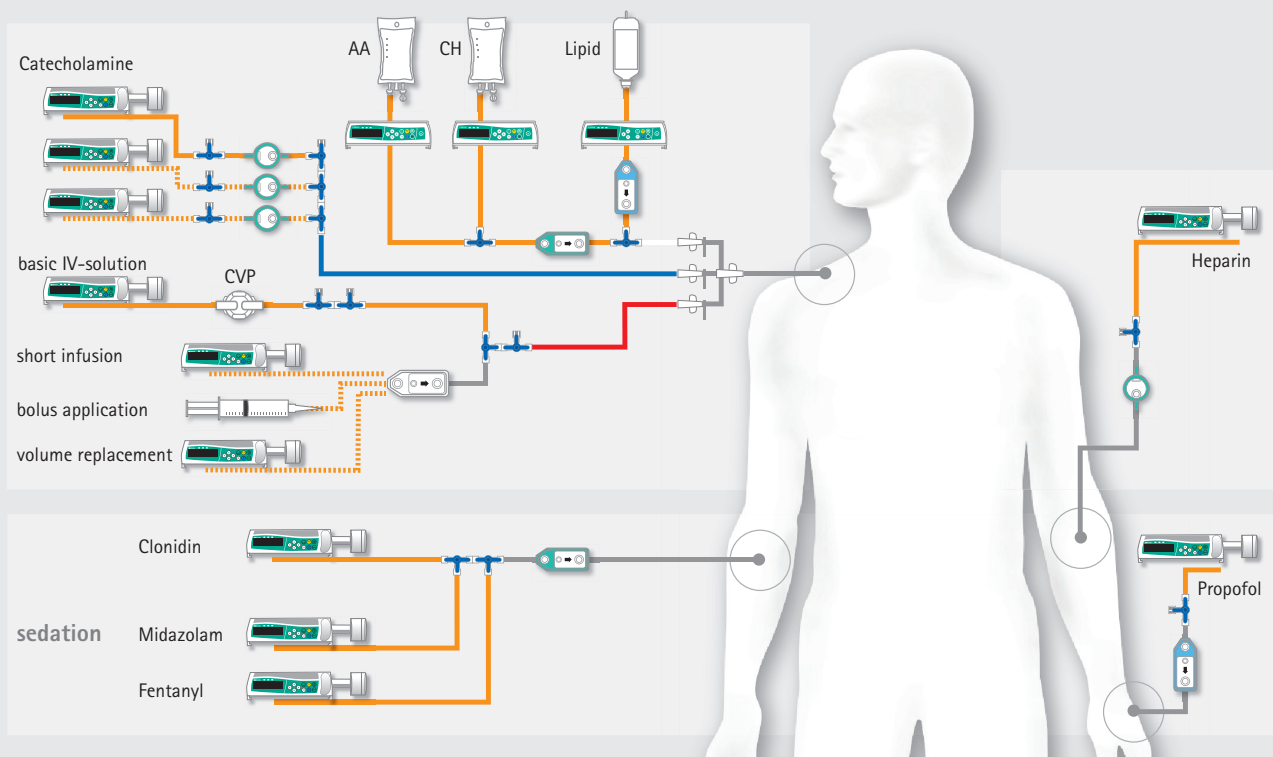 AA
CH
Lipid
Catecholamine
basic IV-solution
CVP
short infusion
bolus application
volume replacement
Heparin
Clonidin
sedation
Midazolam
Fentanyl
Propofol